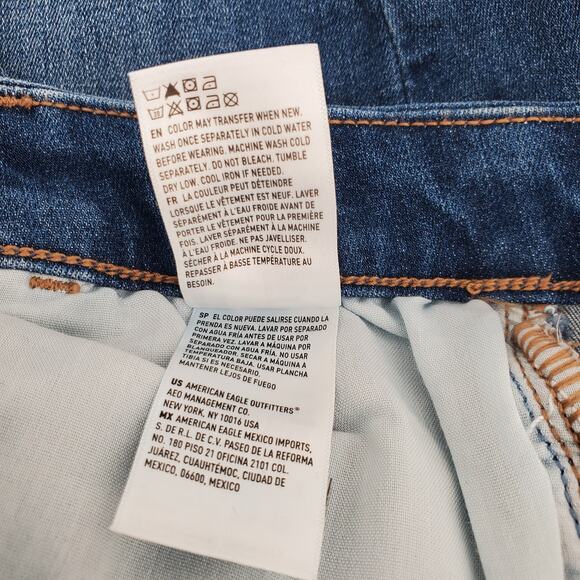 EN COLOR MAY TRANSFER WHEN NEW.
WASH ONCE SEPARATELY IN COLD WATER
BEFORE WEARING. MACHINE WASH COLD
SEPARATELY. DO NOT BLEACH. TUMBLE
DRY LOW. COOL IRON IF NEEDED.
FR LA COULEUR PEUT DÉTEINDRE
LORSQUE LE VÊTEMENT EST NEUF. LAVER
SÉPARÉMENT À L'EAU FROIDE AVANT DE
PORTER LE VÊTEMENT POUR LA PREMIÈRE
FOIS. LAVER SÉPARÉMENT À LA MACHINE
À L'EAU FROIDE. NE PAS JAVELLISER.
SÉCHER À LA MACHINE CYCLE DOUX.
REPASSER À BASSE TEMPÉRATURE AU
BESOIN.
SP EL COLOR PUEDE SALIRSE CUANDO LA
PRENDA ES NUEVA. LAVAR POR SEPARADO
CON AGUA FRÍA ANTES DE USAR POR
PRIMERA VEZ. LAVAR A MÁQUINA POR
SEPARADO CON AGUA FRÍA. NO USAR
BLANQUEADOR. SECAR A MÁQUINA A
TEMPERATURA BAJA. USAR PLANCHA
TIBIA SI ES NECESARIO.
MANTENER LEJOS DE FUEGO
US AMERICAN EAGLE OUTFITTERS®
AEO MANAGEMENT CO.
NEW YORK, NY 10016 USA
MX AMERICAN EAGLE MEXICO IMPORTS,
S. DE R.L. DE C.V. PASEO DE LA REFORMA
NO. 180 PISO 21 OFICINA 2101 COL.
JUÁREZ, CUAUHTÉMOC, CIUDAD DE
MEXICO, 06600, MEXICO